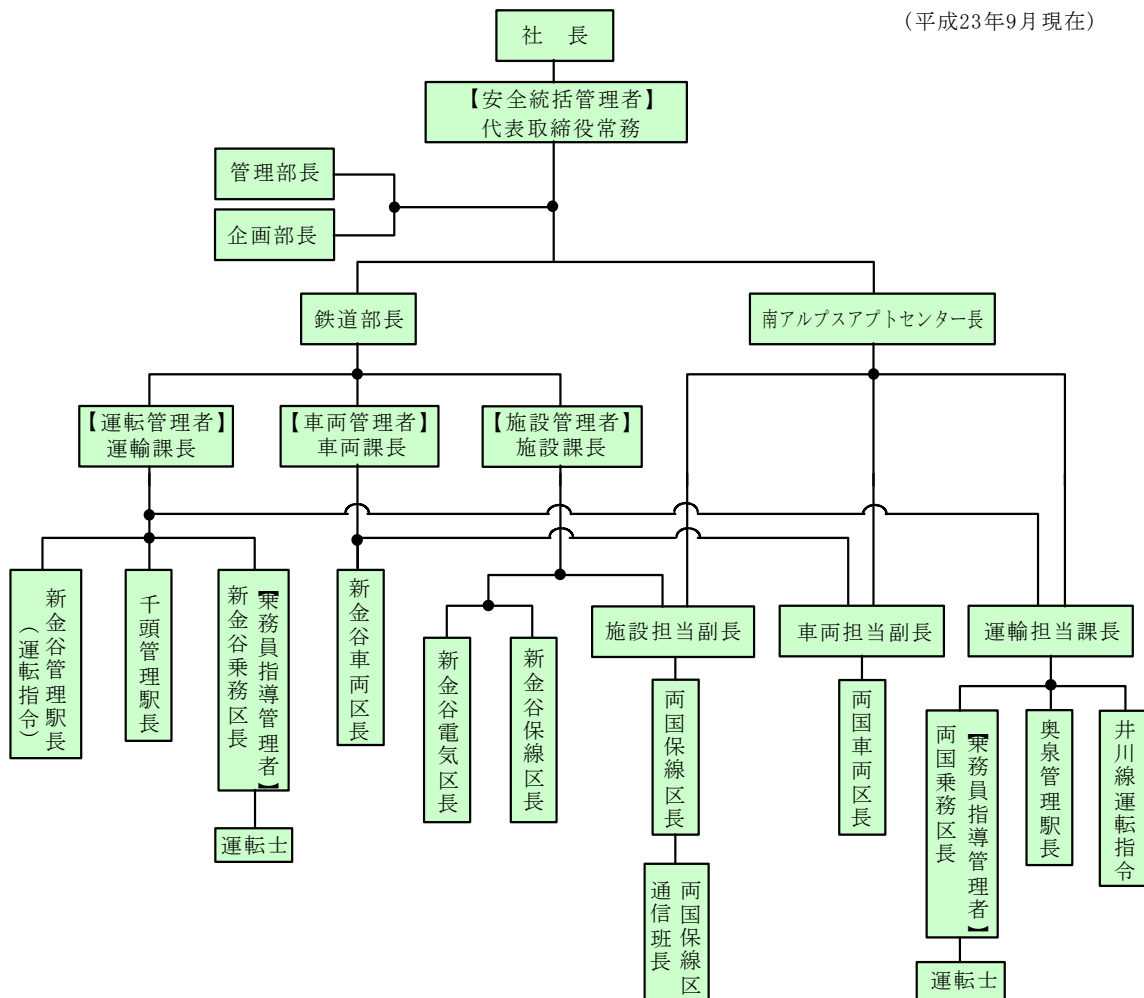 (平成23年9月現在)
社 長
【安全統括管理者】
代表取締役常務
管理部長
企画部長
鉄道部長
南アルプスアプトセンター長
【運転管理者】
運輸課長
【車両管理者】
車両課長
【施設管理者】
施設課長
新金谷管理駅長
(運転指令)
千頭管理駅長
【乗務員指導管理者】
新金谷乗務区長
運転士
新金谷車両区長
新金谷電気区長
新金谷保線区長
施設担当副長
両国保線区長
両国保線区
通信班長
車両担当副長
両国車両区長
運輸担当課長
【乗務員指導管理者】
両国乗務区長
運転士
奥泉管理駅長
井川線運転指令